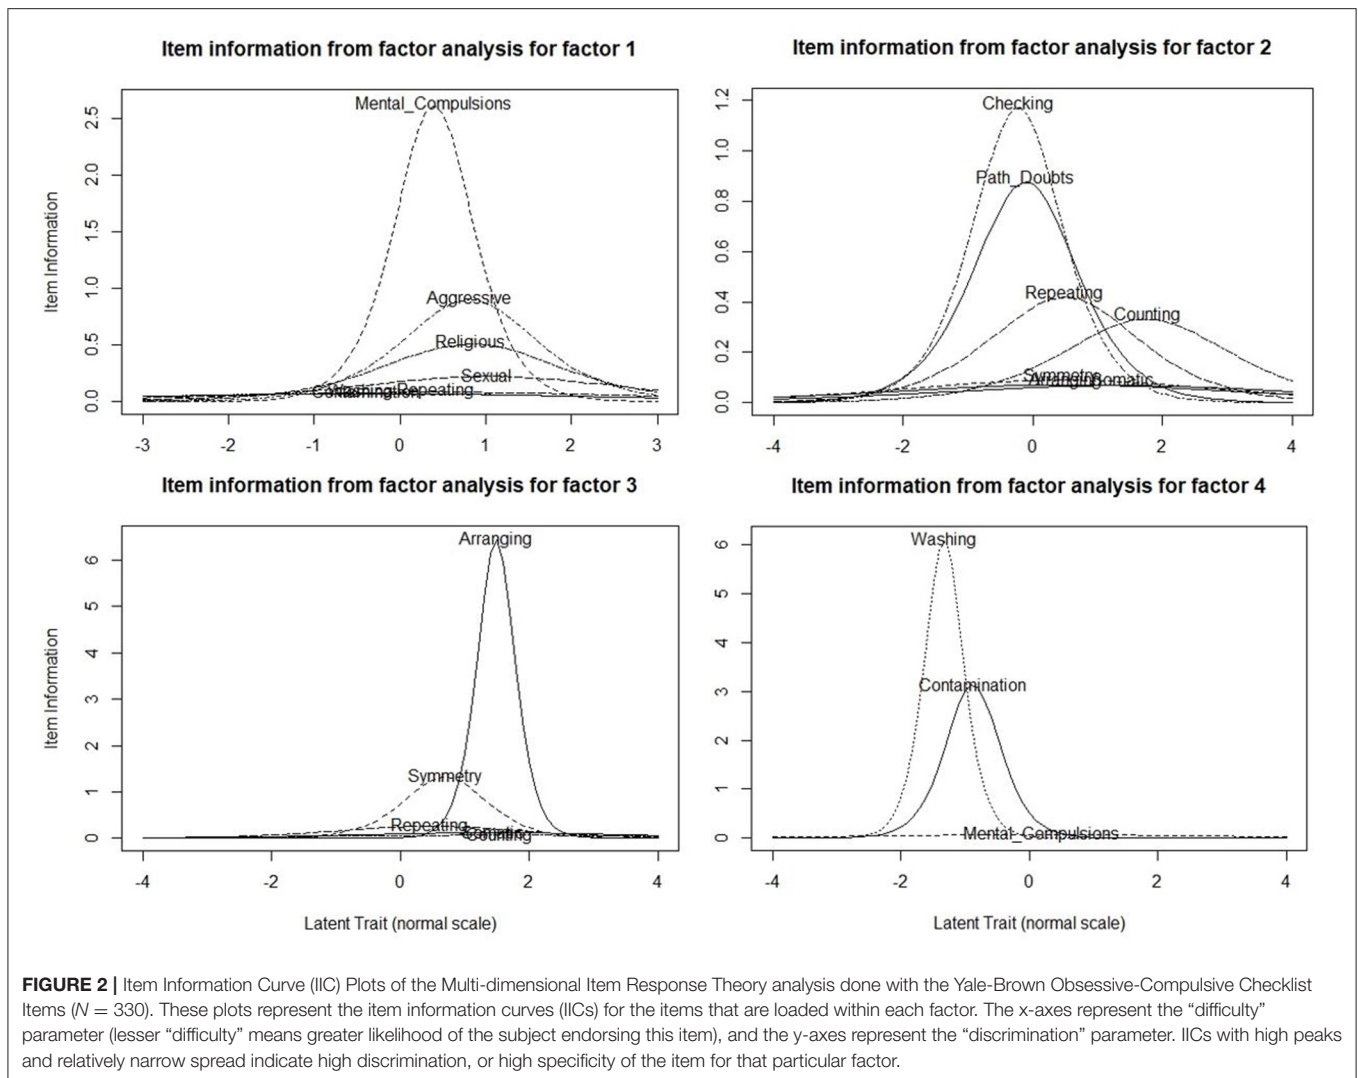 Item information from factor analysis for factor 1
Item Information
2.5
2.0
1.5
1.0
0.5
0.0
Mental_Compulsions
Aggressive
Religious
Sexual
Washing
Repeating
Contamination
-3 -2 -1 0 1 2 3
Item information from factor analysis for factor 2
1.2
1.0
0.8
0.6
0.4
0.2
0.0
Checking
Path_Doubts
Repeating
Counting
Symmetry
Arranging
-4 -2 0 2 4
Item information from factor analysis for factor 3
Item Information
6
5
4
3
2
1
0
Arranging
Symmetry
Repeating
Counting
-4 -2 0 2 4
Latent Trait (normal scale)
Item information from factor analysis for factor 4
6
5
4
3
2
1
0
Washing
Contamination
Mental_Compulsions
-4 -2 0 2 4
Latent Trait (normal scale)
FIGURE 2 | Item Information Curve (IIC) Plots of the Multi-dimensional Item Response Theory analysis done with the Yale-Brown Obsessive-Compulsive Checklist
Items (N = 330). These plots represent the item information curves (IICs) for the items that are loaded within each factor. The x-axes represent the “difficulty”
parameter (lesser “difficulty” means greater likelihood of the subject endorsing this item), and the y-axes represent the “discrimination” parameter. IICs with high peaks
and relatively narrow spread indicate high discrimination, or high specificity of the item for that particular factor.